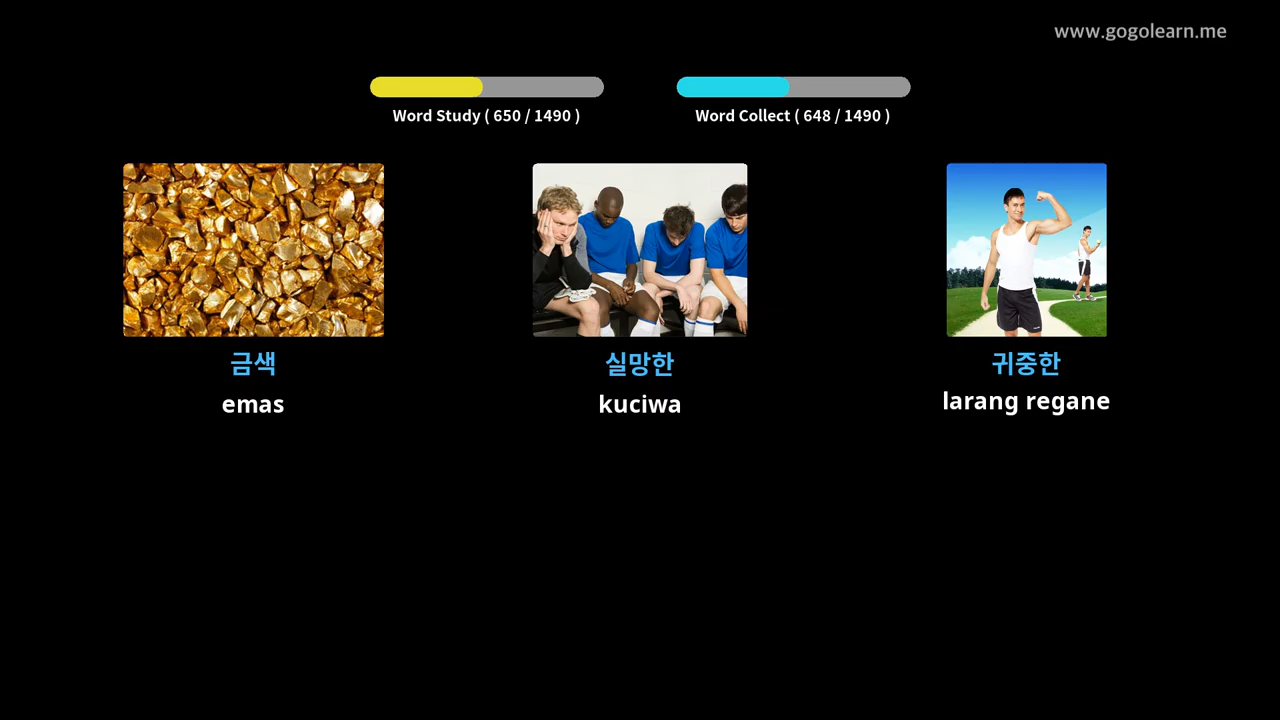 www.gogolearn.me
Word Study ( 650 / 1490 )
Word Collect ( 648 / 1490 )
금색
emas
실망한
kuciwa
귀중한
larang regane